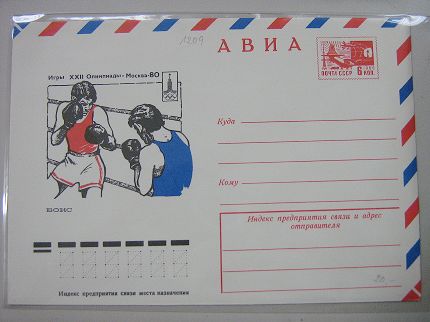 1209
АВИА
Игры XXII Олимпиады - Москва-80
ПОЧТА СССР 6 КОП.
Куда
Кому
БОКС
Индекс предприятия связи и адрес
отправителя
Индекс предприятия связи места назначения
20,-